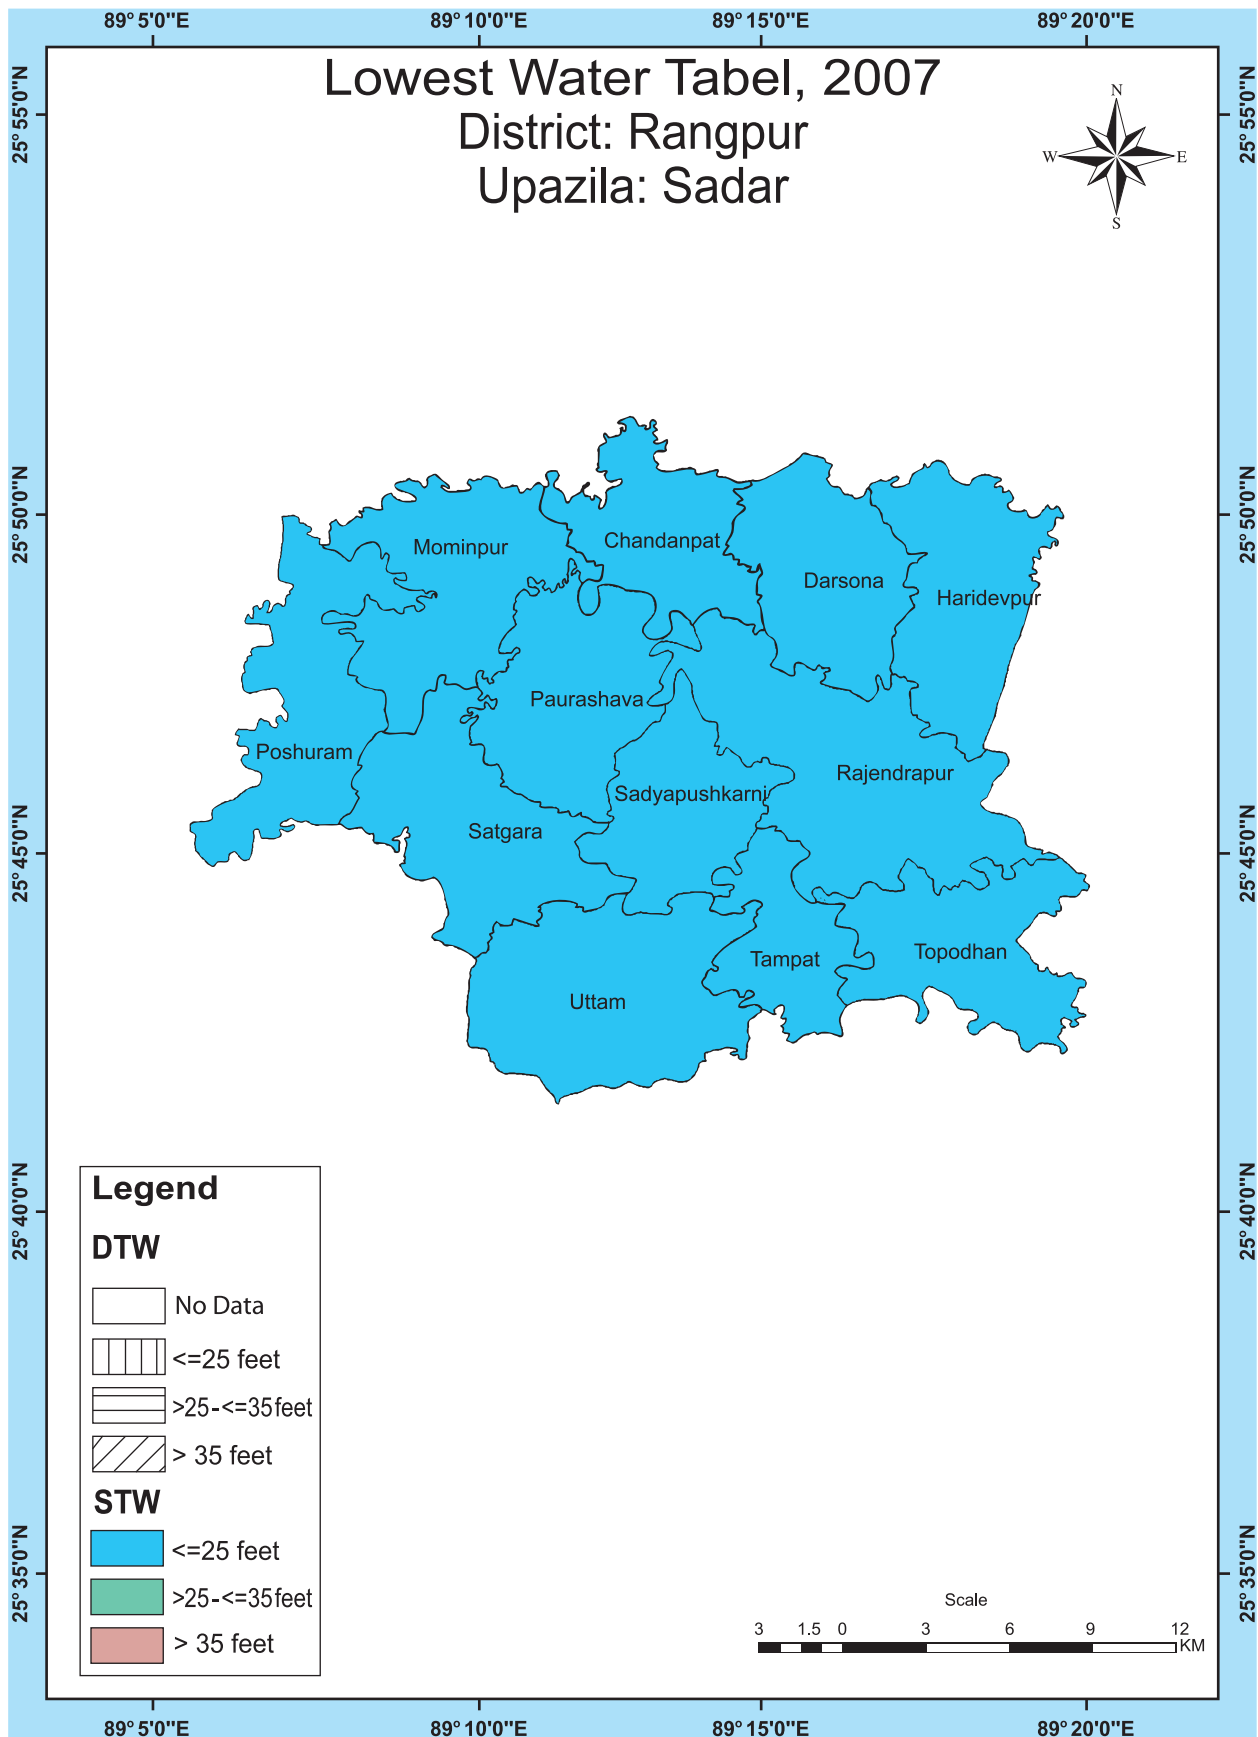 89° 5'0"E 89° 10'0"E 89° 15'0"E 89° 20'0"E
Lowest Water Tabel, 2007
District: Rangpur
Upazila: Sadar
N
W E
S
25° 55'0"N 25° 55'0"N
25° 50'0"N 25° 50'0"N
Mominpur
Chandanpat
Darsona
Haridevpur
Paurashava
Poshuram
Rajendrapur
Sadyapushkarni
Satgara
25° 45'0"N 25° 45'0"N
Topodhan
Tampat
Uttam
Legend
25° 40'0"N 25° 40'0"N
DTW
No Data
<=25 feet
>25-<=35feet
> 35 feet
STW
<=25 feet
25° 35'0"N 25° 35'0"N
>25-<=35feet
> 35 feet
Scale
3 1.5 0 3 6 9 12
KM
89° 5'0"E 89° 10'0"E 89° 15'0"E 89° 20'0"E